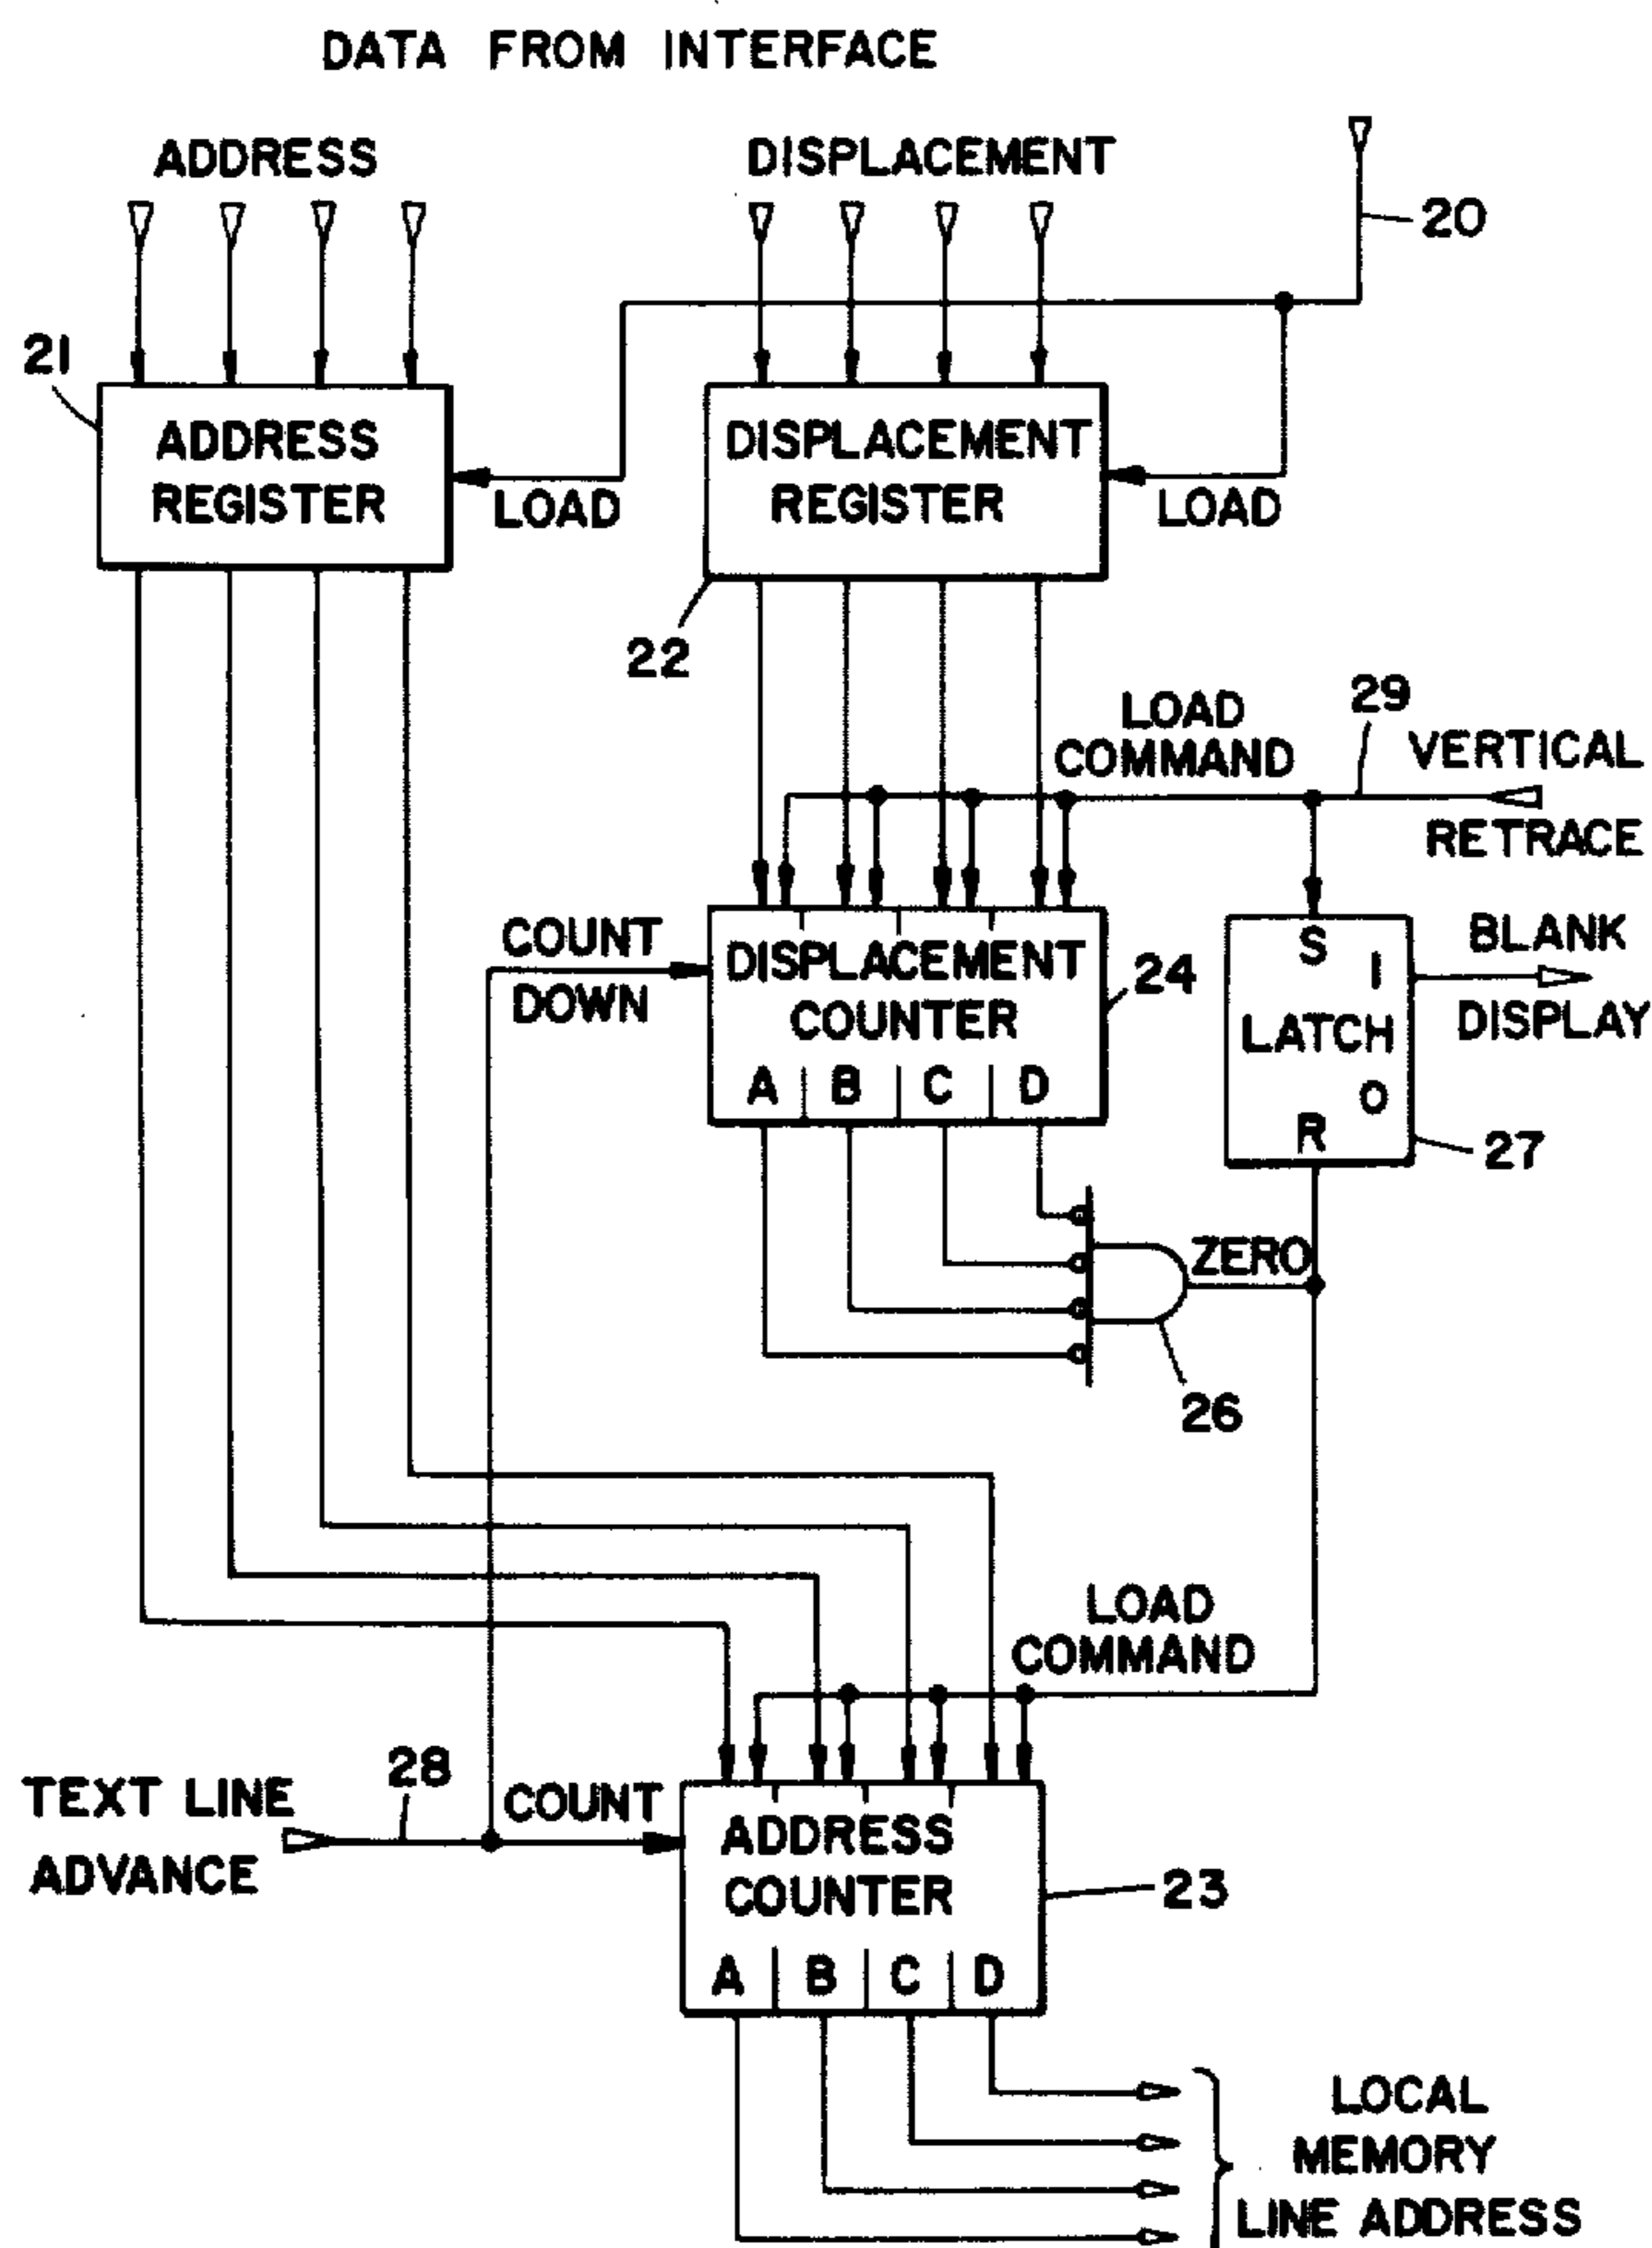 DATA FROM INTERFACE
ADDRESS
DISPLACEMENT
20
21
ADDRESS
REGISTER
LOAD
DISPLACEMENT
REGISTER
LOAD
22
LOAD
COMMAND
29
VERTICAL
RETRACE
COUNT
DOWN
DISPLACEMENT
COUNTER
A B C D
24
S
1
LATCH
0
R
BLANK
DISPLAY
27
ZERO
26
LOAD
COMMAND
TEXT LINE
ADVANCE
28
COUNT
ADDRESS
COUNTER
A B C D
23
LOCAL
MEMORY
LINE ADDRESS